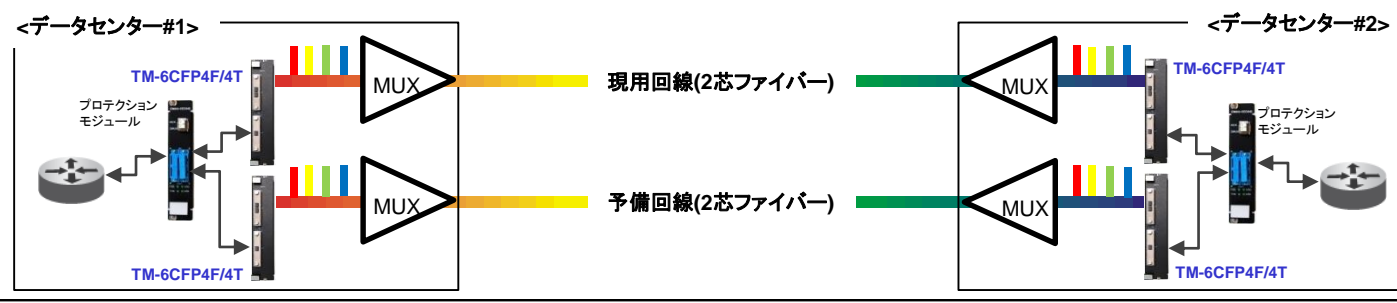 <データセンター#1>
<データセンター#2>
TM-6CFP4F/4T
MUX
現用回線(2芯ファイバー)
MUX
TM-6CFP4F/4T
プロテクション
モジュール
プロテクション
モジュール
MUX
予備回線(2芯ファイバー)
MUX
TM-6CFP4F/4T
TM-6CFP4F/4T